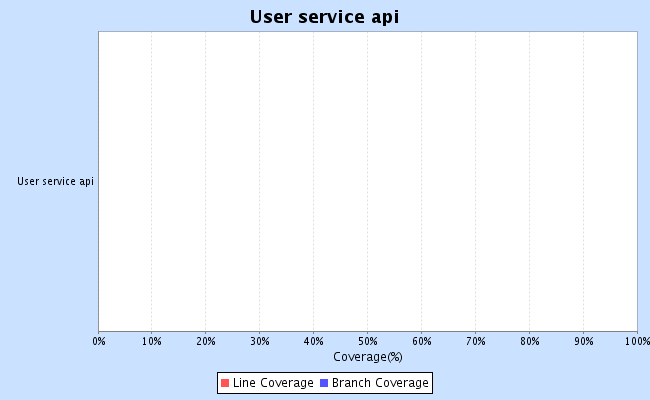 User service api
User service api
0% 10% 20% 30% 40% 50% 60% 70% 80% 90% 100%
Coverage(%)
Line Coverage Branch Coverage